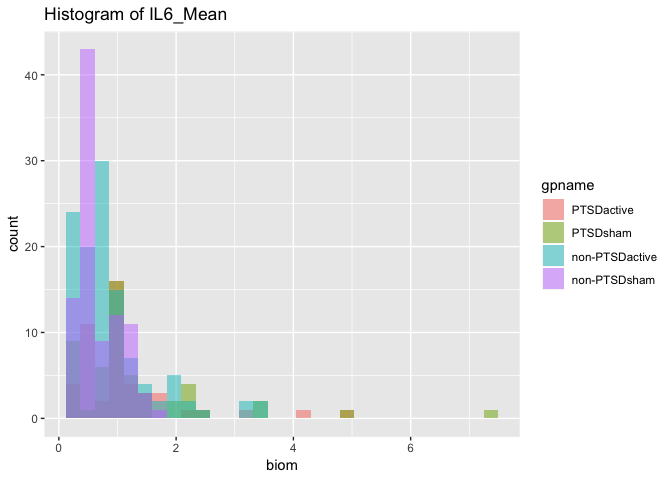 Histogram of IL6_Mean
40
30
20
10
0
count
0 2 4 6
biom
gpname
PTSDactive
PTSDsham
non-PTSDactive
non-PTSDsham